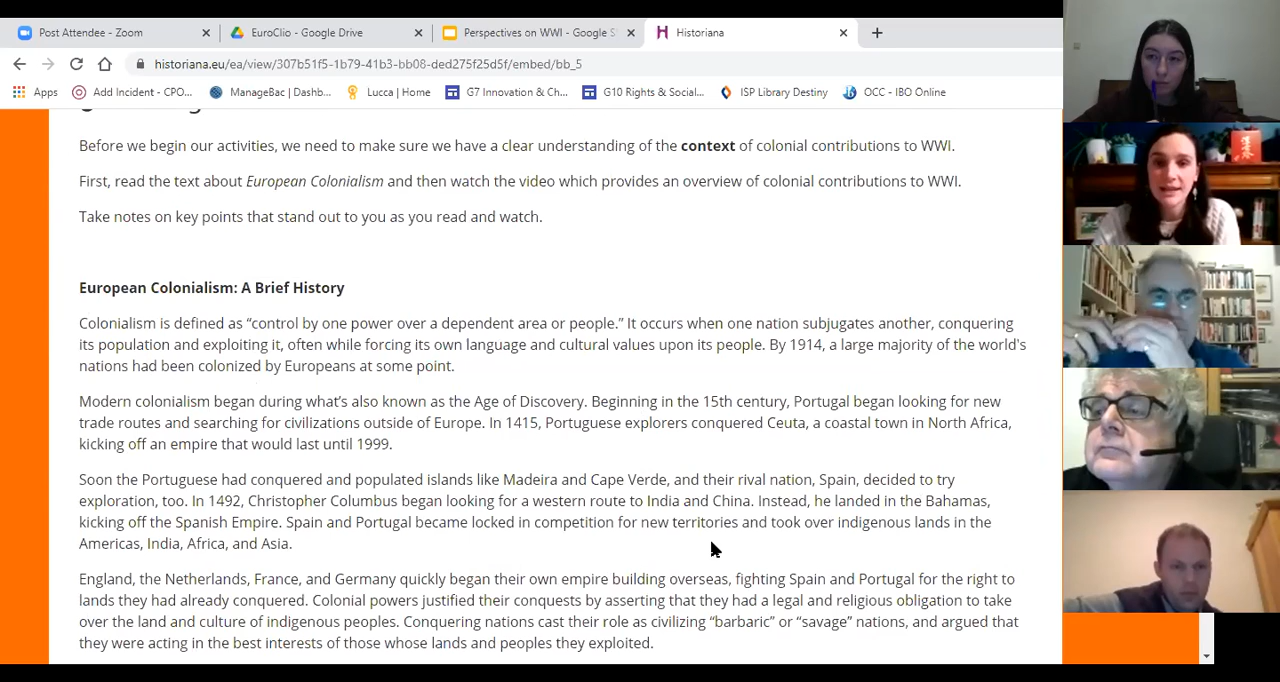 Post Attendee - Zoom
EuroClio - Google Drive
Perspectives on WWI - Google S
Historiana
historiana.eu/ea/view/307b51f5-1b79-41b3-bb08-ded275f25d5f/embed/bb_5
Apps
Add Incident - CPO...
ManageBac | Dashb...
Lucca | Home
G7 Innovation & Ch...
G10 Rights & Social...
ISP Library Destiny
OCC - IBO Online
Before we begin our activities, we need to make sure we have a clear understanding of the context of colonial contributions to WWI.
First, read the text about European Colonialism and then watch the video which provides an overview of colonial contributions to WWI.
Take notes on key points that stand out to you as you read and watch.
European Colonialism: A Brief History
Colonialism is defined as “control by one power over a dependent area or people.” It occurs when one nation subjugates another, conquering
its population and exploiting it, often while forcing its own language and cultural values upon its people. By 1914, a large majority of the world's
nations had been colonized by Europeans at some point.
Modern colonialism began during what’s also known as the Age of Discovery. Beginning in the 15th century, Portugal began looking for new
trade routes and searching for civilizations outside of Europe. In 1415, Portuguese explorers conquered Ceuta, a coastal town in North Africa,
kicking off an empire that would last until 1999.
Soon the Portuguese had conquered and populated islands like Madeira and Cape Verde, and their rival nation, Spain, decided to try
exploration, too. In 1492, Christopher Columbus began looking for a western route to India and China. Instead, he landed in the Bahamas,
kicking off the Spanish Empire. Spain and Portugal became locked in competition for new territories and took over indigenous lands in the
Americas, India, Africa, and Asia.
England, the Netherlands, France, and Germany quickly began their own empire building overseas, fighting Spain and Portugal for the right to
lands they had already conquered. Colonial powers justified their conquests by asserting that they had a legal and religious obligation to take
over the land and culture of indigenous peoples. Conquering nations cast their role as civilizing “barbaric” or “savage” nations, and argued that
they were acting in the best interests of those whose lands and peoples they exploited.